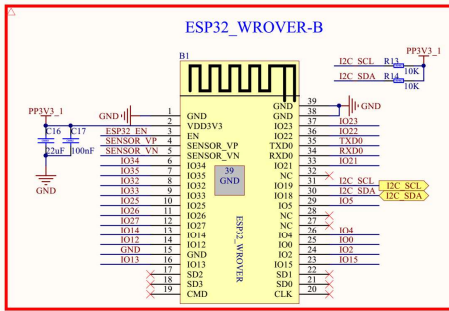 ESP32_WROVER-B
PP3V3_1
I2C_SCL R13
10K
I2C_SDA R14
10K
B1
PP3V3_1
C16 C17
22uF 100nF
GND
GND 1 GND
2 VDD3V3
ESP32_EN 3 EN
SENSOR_VP 4 SENSOR_VP
SENSOR_VN 5 SENSOR_VN
IO34 6 IO34
IO35 7 IO35
IO32 8 IO32
IO33 9 IO33
IO25 10 IO25
IO26 11 IO26
IO27 12 IO27
IO14 13 IO14
IO12 14 IO12
GND 15 GND
IO13 16 IO13
17 SD2
18 SD3
19 CMD
39
GND
ESP32_WROVER
GND 39 GND
GND 38
IO23 37 IO23
IO22 36 IO22
TXD0 35 TXD0
RXD0 34 RXD0
IO21 33 IO21
NC 32
IO19 31 I2C_SCL I2C_SCL
IO18 30 I2C_SDA I2C_SDA
IO5 29 IO5
NC 28
NC 27
IO4 26 IO4
IO0 25 IO0
IO2 24 IO2
IO15 23 IO15
SD1 22
SD0 21
CLK 20